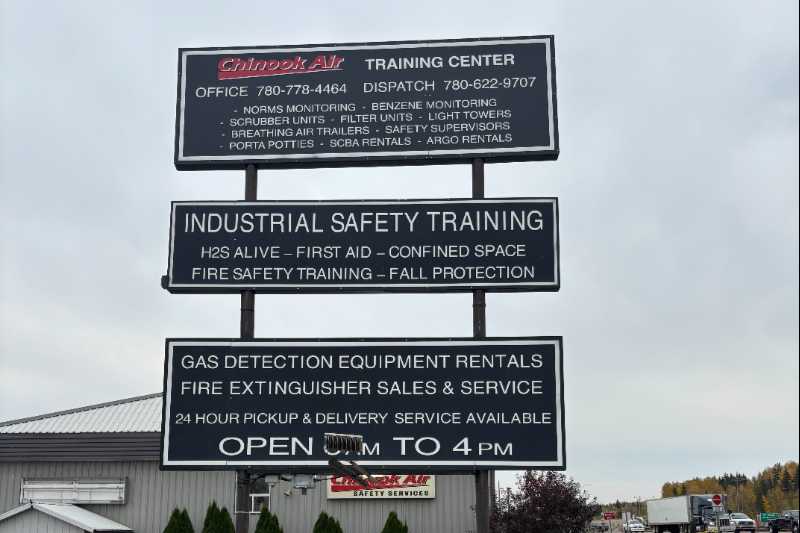 Chinook Air TRAINING CENTER
OFFICE 780-778-4464 DISPATCH 780-622-9707
- NORMS MONITORING - BENZENE MONITORING
- SCRUBBER UNITS - FILTER UNITS - LIGHT TOWERS
- BREATHING AIR TRAILERS - SAFETY SUPERVISORS
- PORTA POTTIES - SCBA RENTALS - ARGO RENTALS
INDUSTRIAL SAFETY TRAINING
H2S ALIVE – FIRST AID – CONFINED SPACE
FIRE SAFETY TRAINING – FALL PROTECTION
GAS DETECTION EQUIPMENT RENTALS
FIRE EXTINGUISHER SALES & SERVICE
24 HOUR PICKUP & DELIVERY SERVICE AVAILABLE
OPEN TO 4 PM
Chinook Air
SAFETY SERVICES